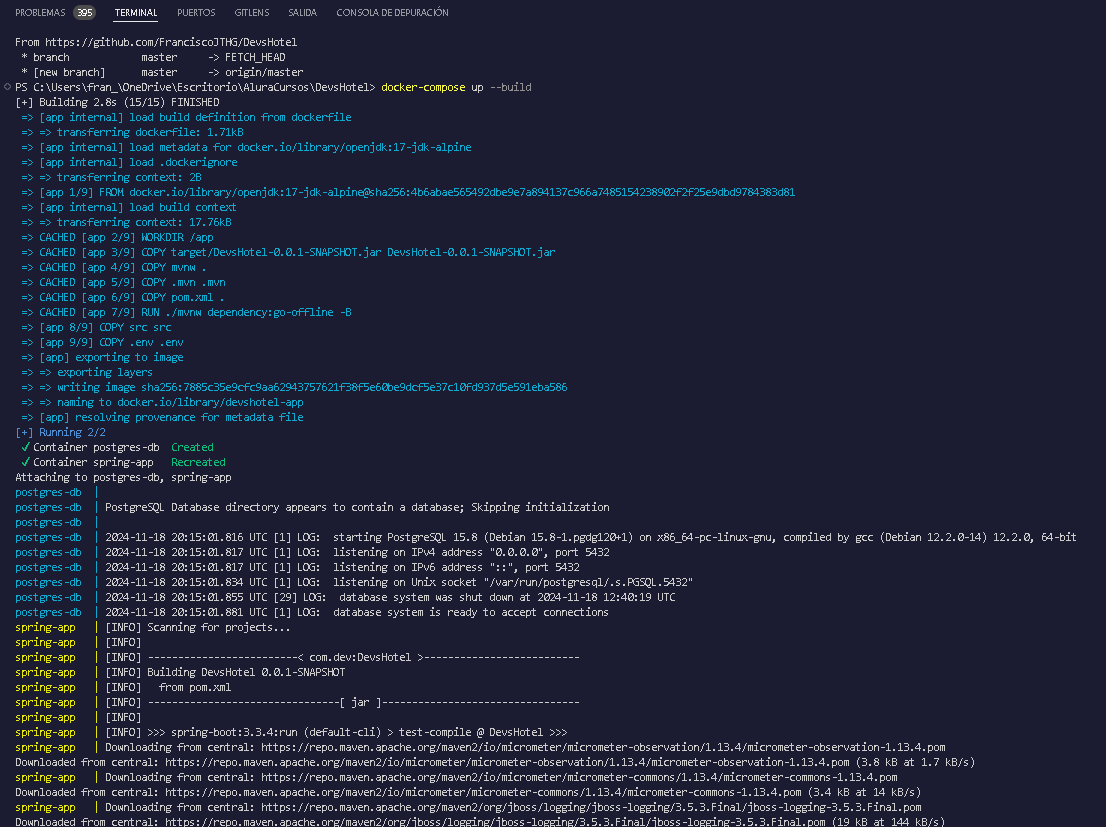 PROBLEMAS 395 TERMINAL PUERTOS GITLENS SALIDA CONSOLA DE DEPURACIÓN
From https://github.com/FranciscoJTHG/DevsHotel
 * branch            master     -> FETCH_HEAD
 * [new branch]      master     -> origin/master
PS C:\Users\fran_\OneDrive\Escritorio\AluraCursos\DevsHotel> docker-compose up --build
[+] Building 2.8s (15/15) FINISHED
 => [app internal] load build definition from dockerfile
 => => transferring dockerfile: 1.71kB
 => [app internal] load metadata for docker.io/library/openjdk:17-jdk-alpine
 => [app internal] load .dockerignore
 => => transferring context: 2B
 => [app 1/9] FROM docker.io/library/openjdk:17-jdk-alpine@sha256:4b6abae565492dbe9e7a894137c966a7485154238902f2f25e9dbd9784383d81
 => [app internal] load build context
 => => transferring context: 17.76kB
 => CACHED [app 2/9] WORKDIR /app
 => CACHED [app 3/9] COPY target/DevsHotel-0.0.1-SNAPSHOT.jar DevsHotel-0.0.1-SNAPSHOT.jar
 => CACHED [app 4/9] COPY mvnw .
 => CACHED [app 5/9] COPY .mvn .mvn
 => CACHED [app 6/9] COPY pom.xml .
 => CACHED [app 7/9] RUN ./mvnw dependency:go-offline -B
 => [app 8/9] COPY src src
 => [app 9/9] COPY .env .env
 => [app] exporting to image
 => => exporting layers
 => => writing image sha256:7885c35e9cfc9aa62943757621f38f5e60be9dcf5e37c10fd937d5e591eba586
 => => naming to docker.io/library/devshotel-app
 => [app] resolving provenance for metadata file
[+] Running 2/2
 ✓ Container postgres-db  Created
 ✓ Container spring-app   Recreated
Attaching to postgres-db, spring-app
postgres-db  |
postgres-db  | PostgreSQL Database directory appears to contain a database; Skipping initialization
postgres-db  |
postgres-db  | 2024-11-18 20:15:01.816 UTC [1] LOG:  starting PostgreSQL 15.8 (Debian 15.8-1.pgdg120+1) on x86_64-pc-linux-gnu, compiled by gcc (Debian 12.2.0-14) 12.2.0, 64-bit
postgres-db  | 2024-11-18 20:15:01.817 UTC [1] LOG:  listening on IPv4 address "0.0.0.0", port 5432
postgres-db  | 2024-11-18 20:15:01.817 UTC [1] LOG:  listening on IPv6 address "::", port 5432
postgres-db  | 2024-11-18 20:15:01.834 UTC [1] LOG:  listening on Unix socket "/var/run/postgresql/.s.PGSQL.5432"
postgres-db  | 2024-11-18 20:15:01.855 UTC [29] LOG:  database system was shut down at 2024-11-18 12:40:19 UTC
postgres-db  | 2024-11-18 20:15:01.881 UTC [1] LOG:  database system is ready to accept connections
spring-app   | [INFO] Scanning for projects...
spring-app   | [INFO]
spring-app   | [INFO] -------------------------< com.dev:DevsHotel >--------------------------
spring-app   | [INFO] Building DevsHotel 0.0.1-SNAPSHOT
spring-app   | [INFO]   from pom.xml
spring-app   | [INFO] --------------------------------[ jar ]---------------------------------
spring-app   | [INFO]
spring-app   | [INFO] >>> spring-boot:3.3.4:run (default-cli) > test-compile @ DevsHotel >>>
spring-app   | Downloading from central: https://repo.maven.apache.org/maven2/io/micrometer/micrometer-observation/1.13.4/micrometer-observation-1.13.4.pom
Downloaded from central: https://repo.maven.apache.org/maven2/io/micrometer/micrometer-observation/1.13.4/micrometer-observation-1.13.4.pom (3.8 kB at 1.7 kB/s)
spring-app   | Downloading from central: https://repo.maven.apache.org/maven2/io/micrometer/micrometer-commons/1.13.4/micrometer-commons-1.13.4.pom
Downloaded from central: https://repo.maven.apache.org/maven2/io/micrometer/micrometer-commons/1.13.4/micrometer-commons-1.13.4.pom (3.4 kB at 14 kB/s)
spring-app   | Downloading from central: https://repo.maven.apache.org/maven2/org/jboss/logging/jboss-logging/3.5.3.Final/jboss-logging-3.5.3.Final.pom
Downloaded from central: https://repo.maven.apache.org/maven2/org/jboss/logging/jboss-logging/3.5.3.Final/jboss-logging-3.5.3.Final.pom (19 kB at 144 kB/s)